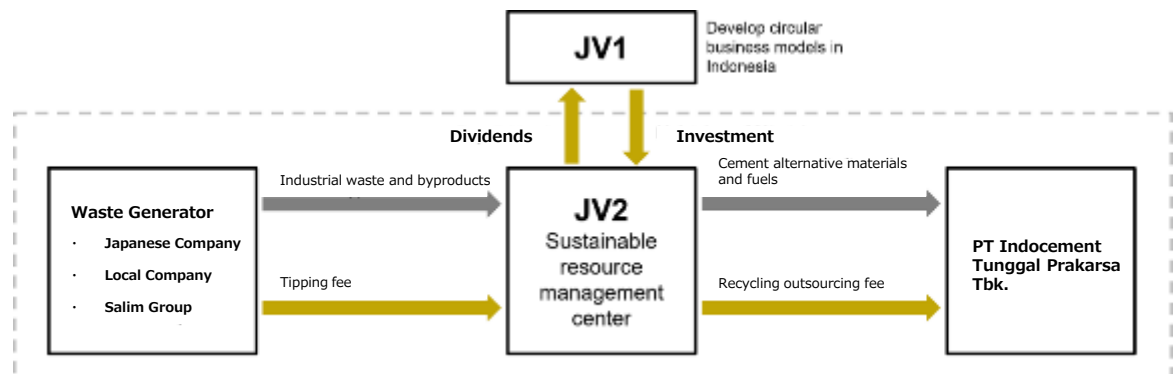 JV1
Develop circular
business models in
Indonesia
Dividends
Investment
Waste Generator
・ Japanese Company
・ Local Company
・ Salim Group
Industrial waste and byproducts
Tipping fee
JV2
Sustainable
resource
management
center
Cement alternative materials
and fuels
Recycling outsourcing fee
PT Indocement
Tunggal Prakarsa
Tbk.